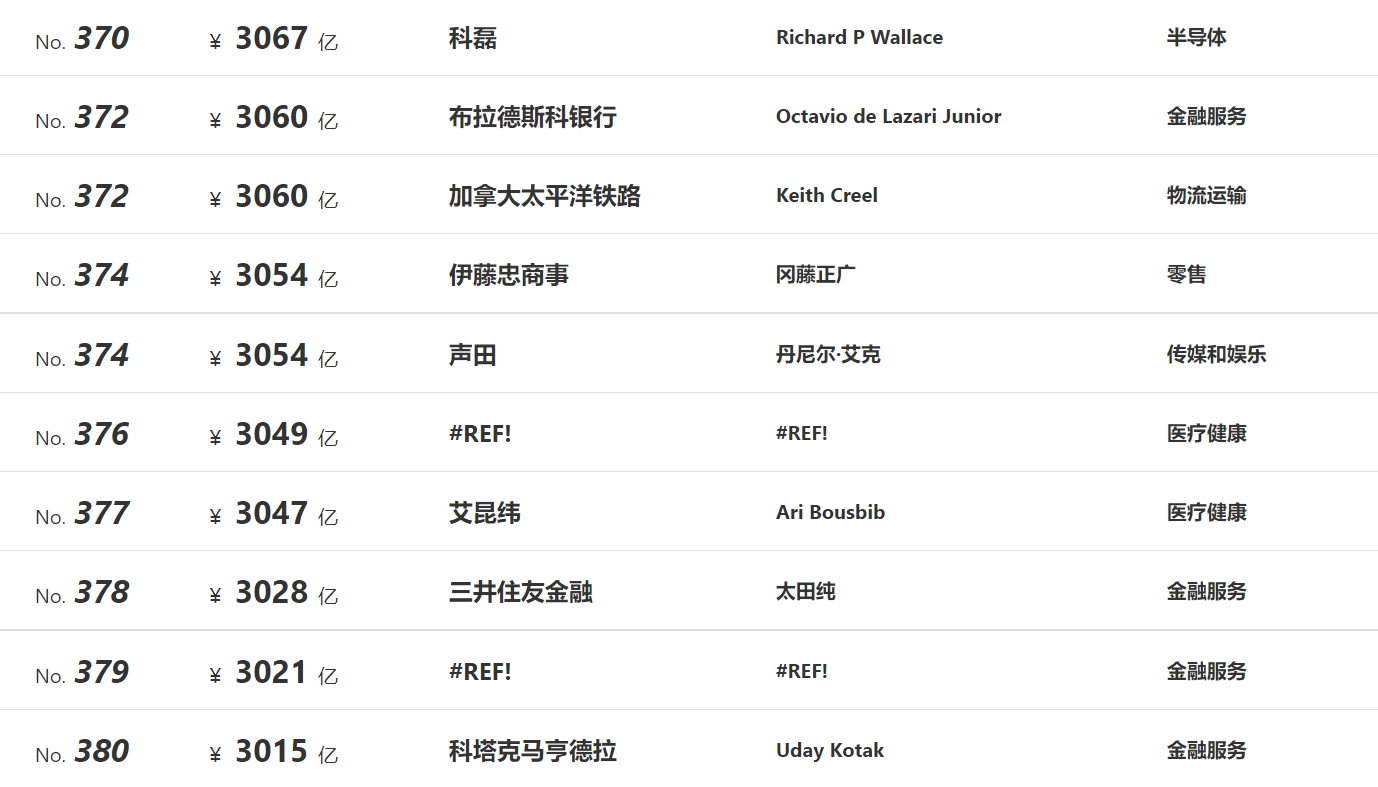 No. 370 ¥ 3067 亿 科磊 Richard P Wallace 半导体
No. 372 ¥ 3060 亿 布拉德斯科银行 Octavio de Lazari Junior 金融服务
No. 372 ¥ 3060 亿 加拿大太平洋铁路 Keith Creel 物流运输
No. 374 ¥ 3054 亿 伊藤忠商事 冈藤正广 零售
No. 374 ¥ 3054 亿 声田 丹尼尔·艾克 传媒和娱乐
No. 376 ¥ 3049 亿 #REF! #REF! 医疗健康
No. 377 ¥ 3047 亿 艾昆纬 Ari Bousbib 医疗健康
No. 378 ¥ 3028 亿 三井住友金融 太田纯 金融服务
No. 379 ¥ 3021 亿 #REF! #REF! 金融服务
No. 380 ¥ 3015 亿 科塔克马亨德拉 Uday Kotak 金融服务